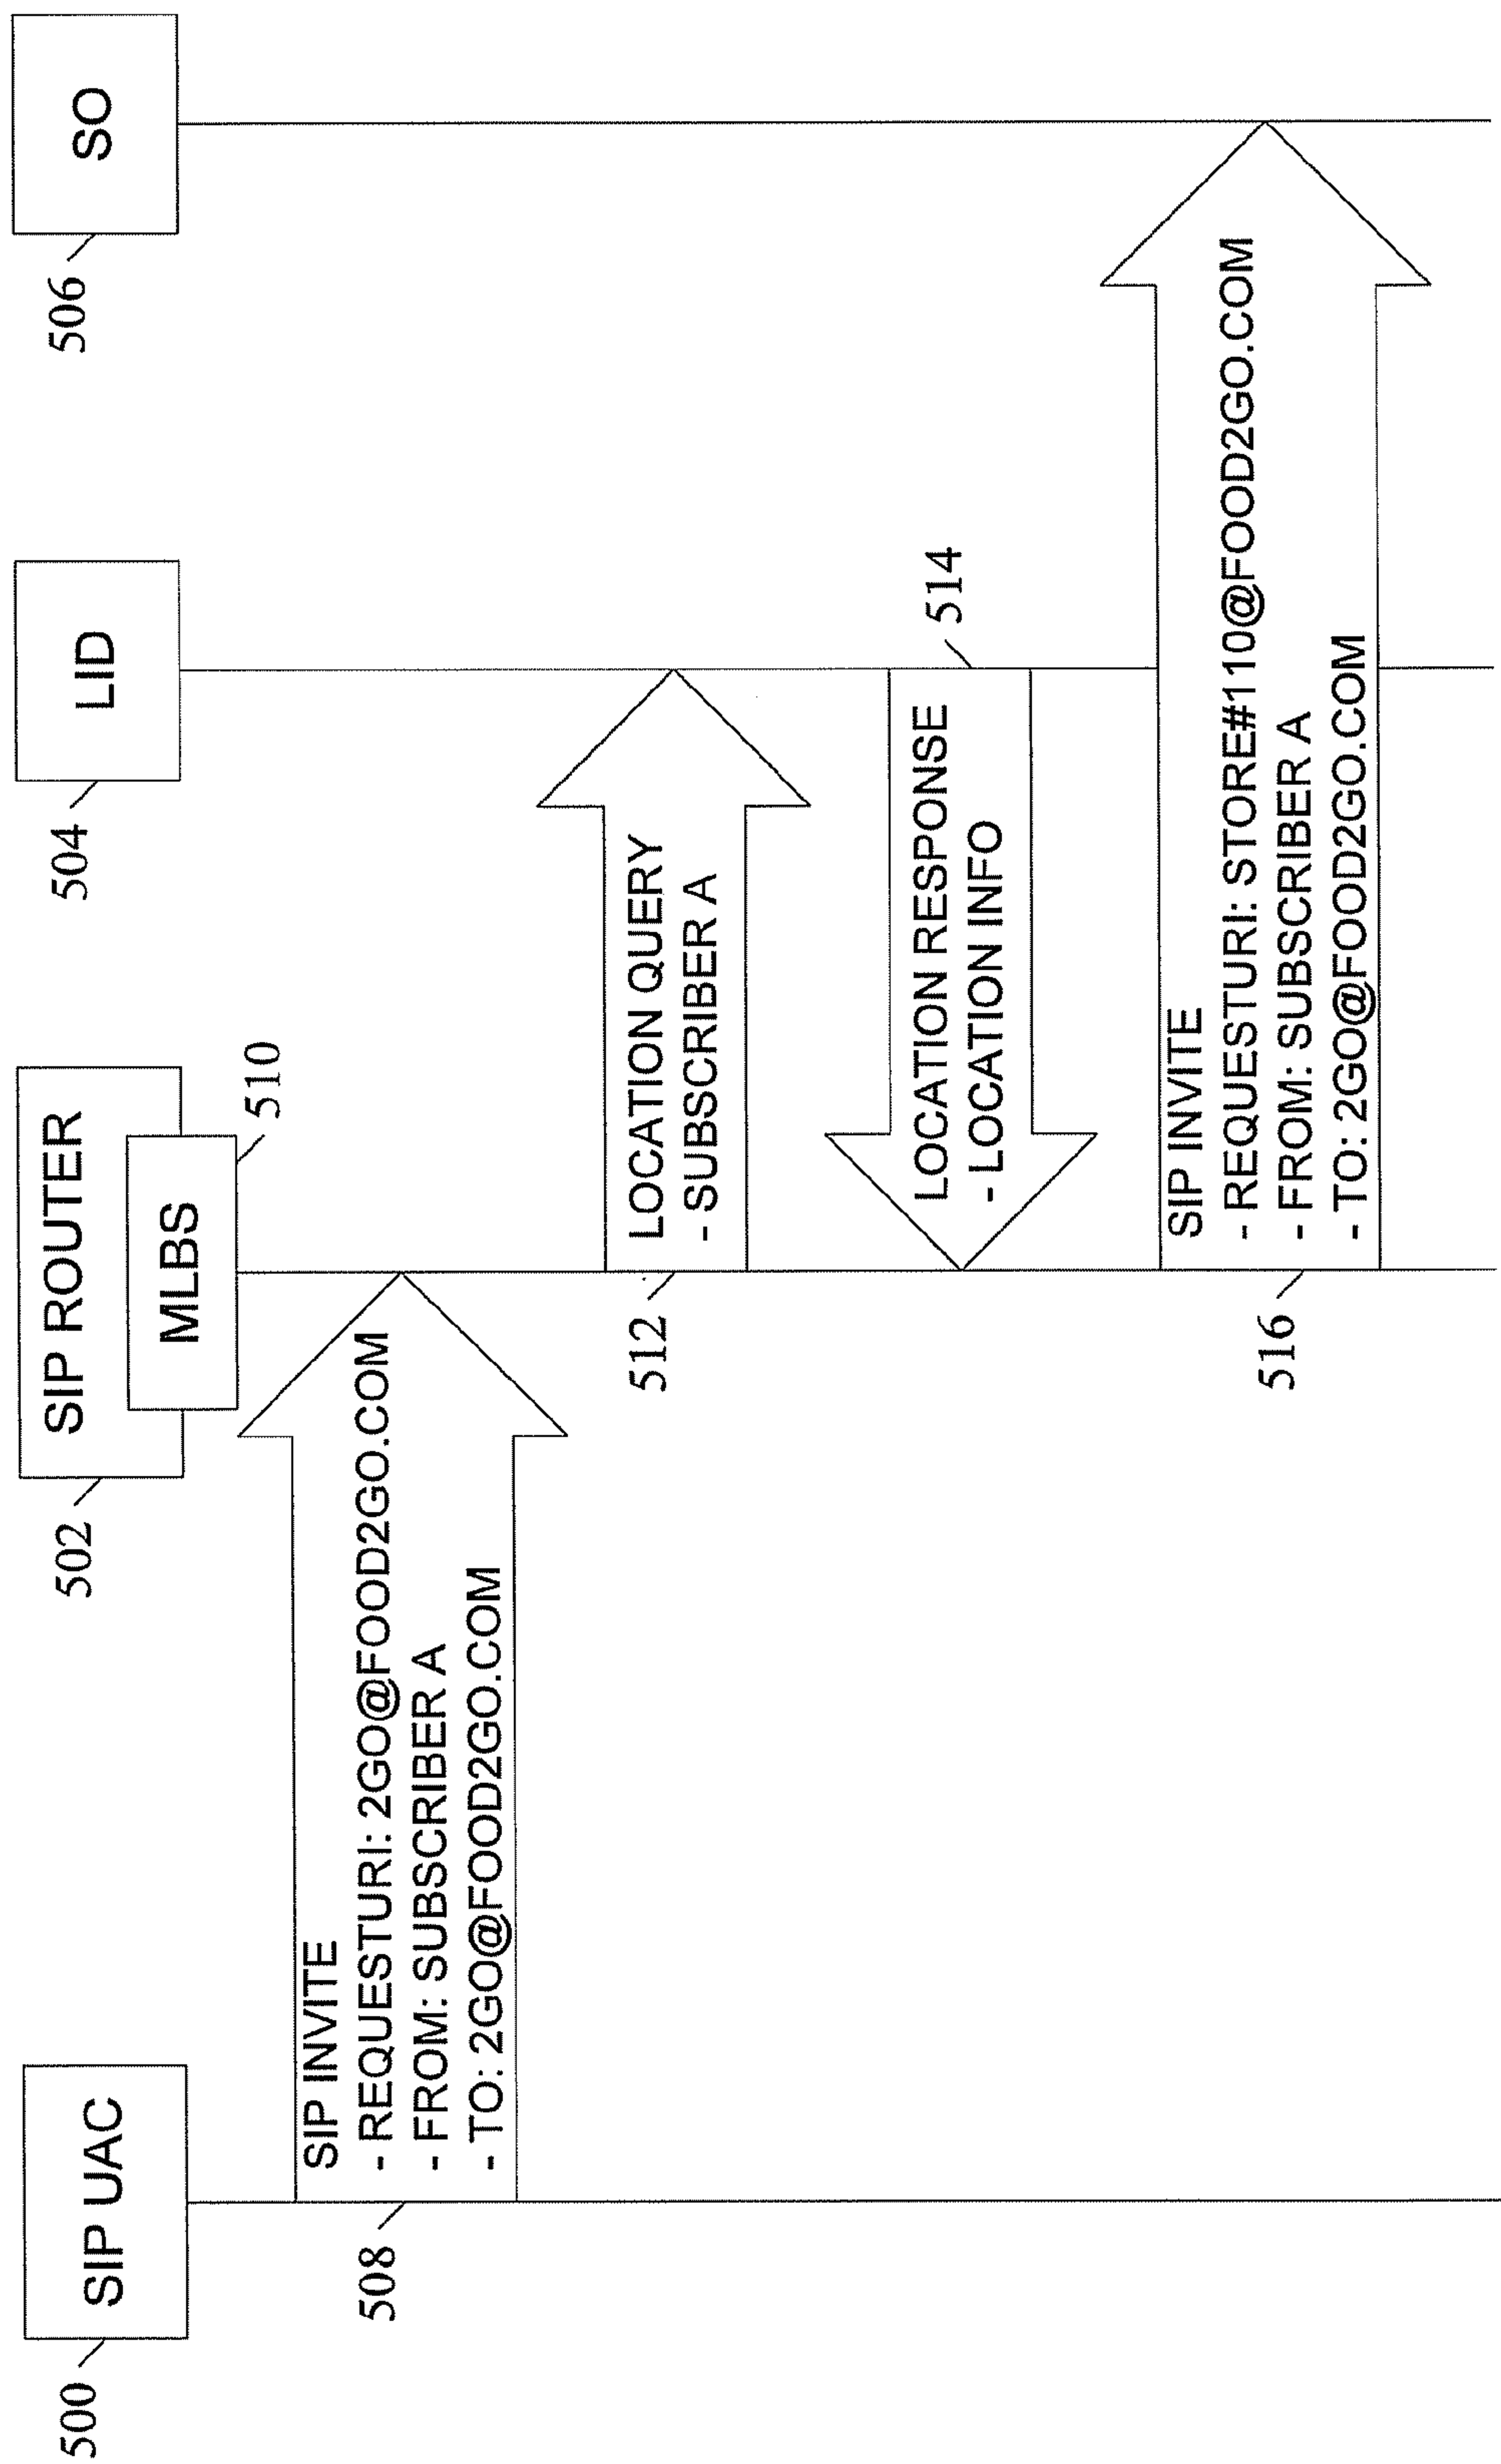 SIP UAC
500
SIP ROUTER
MLBS
502
510
LID
504
SO
506
SIP INVITE
- REQUESTURI: 2GO@FOOD2GO.COM
- FROM: SUBSCRIBER A
- TO: 2GO@FOOD2GO.COM
508
LOCATION QUERY
- SUBSCRIBER A
512
LOCATION RESPONSE
- LOCATION INFO
514
SIP INVITE
- REQUESTURI: STORE#110@FOOD2GO.COM
- FROM: SUBSCRIBER A
- TO: 2GO@FOOD2GO.COM
516